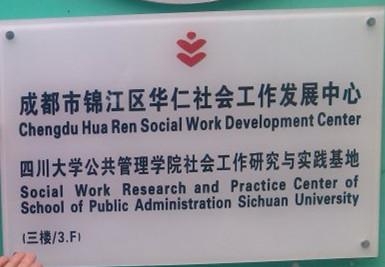 成都市锦江区华仁社会工作发展中心
Chengdu Hua Ren Social Work Development Center
四川大学公共管理学院社会工作研究与实践基地
Social Work Research and Practice Center of
School of Public Administration Sichuan University
(三楼/3.F)